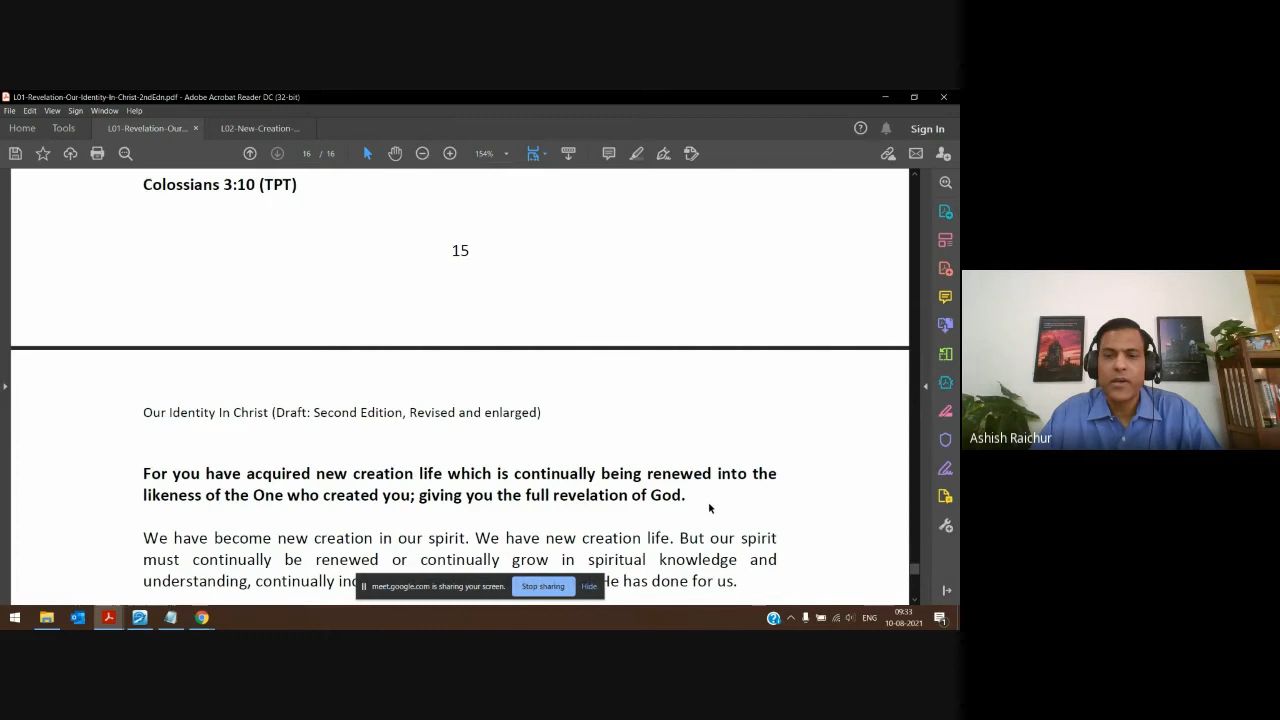 L01-Revelation-Our-Identity-In-Christ-2ndEdn.pdf - Adobe Acrobat Reader DC (32-bit)
File Edit View Sign Window Help
Home Tools L01-Revelation-Our... × L02-New-Creation-... Sign In
16 / 16 154%
Colossians 3:10 (TPT)
15
Our Identity In Christ (Draft: Second Edition, Revised and enlarged)
For you have acquired new creation life which is continually being renewed into the
likeness of the One who created you; giving you the full revelation of God.
Ashish Raichur
We have become new creation in our spirit. We have new creation life. But our spirit
must continually be renewed or continually grow in spiritual knowledge and
understanding, continually He has done for us.
meet.google.com is sharing your screen. Stop sharing Hide
ENG
09:33
10-08-2021